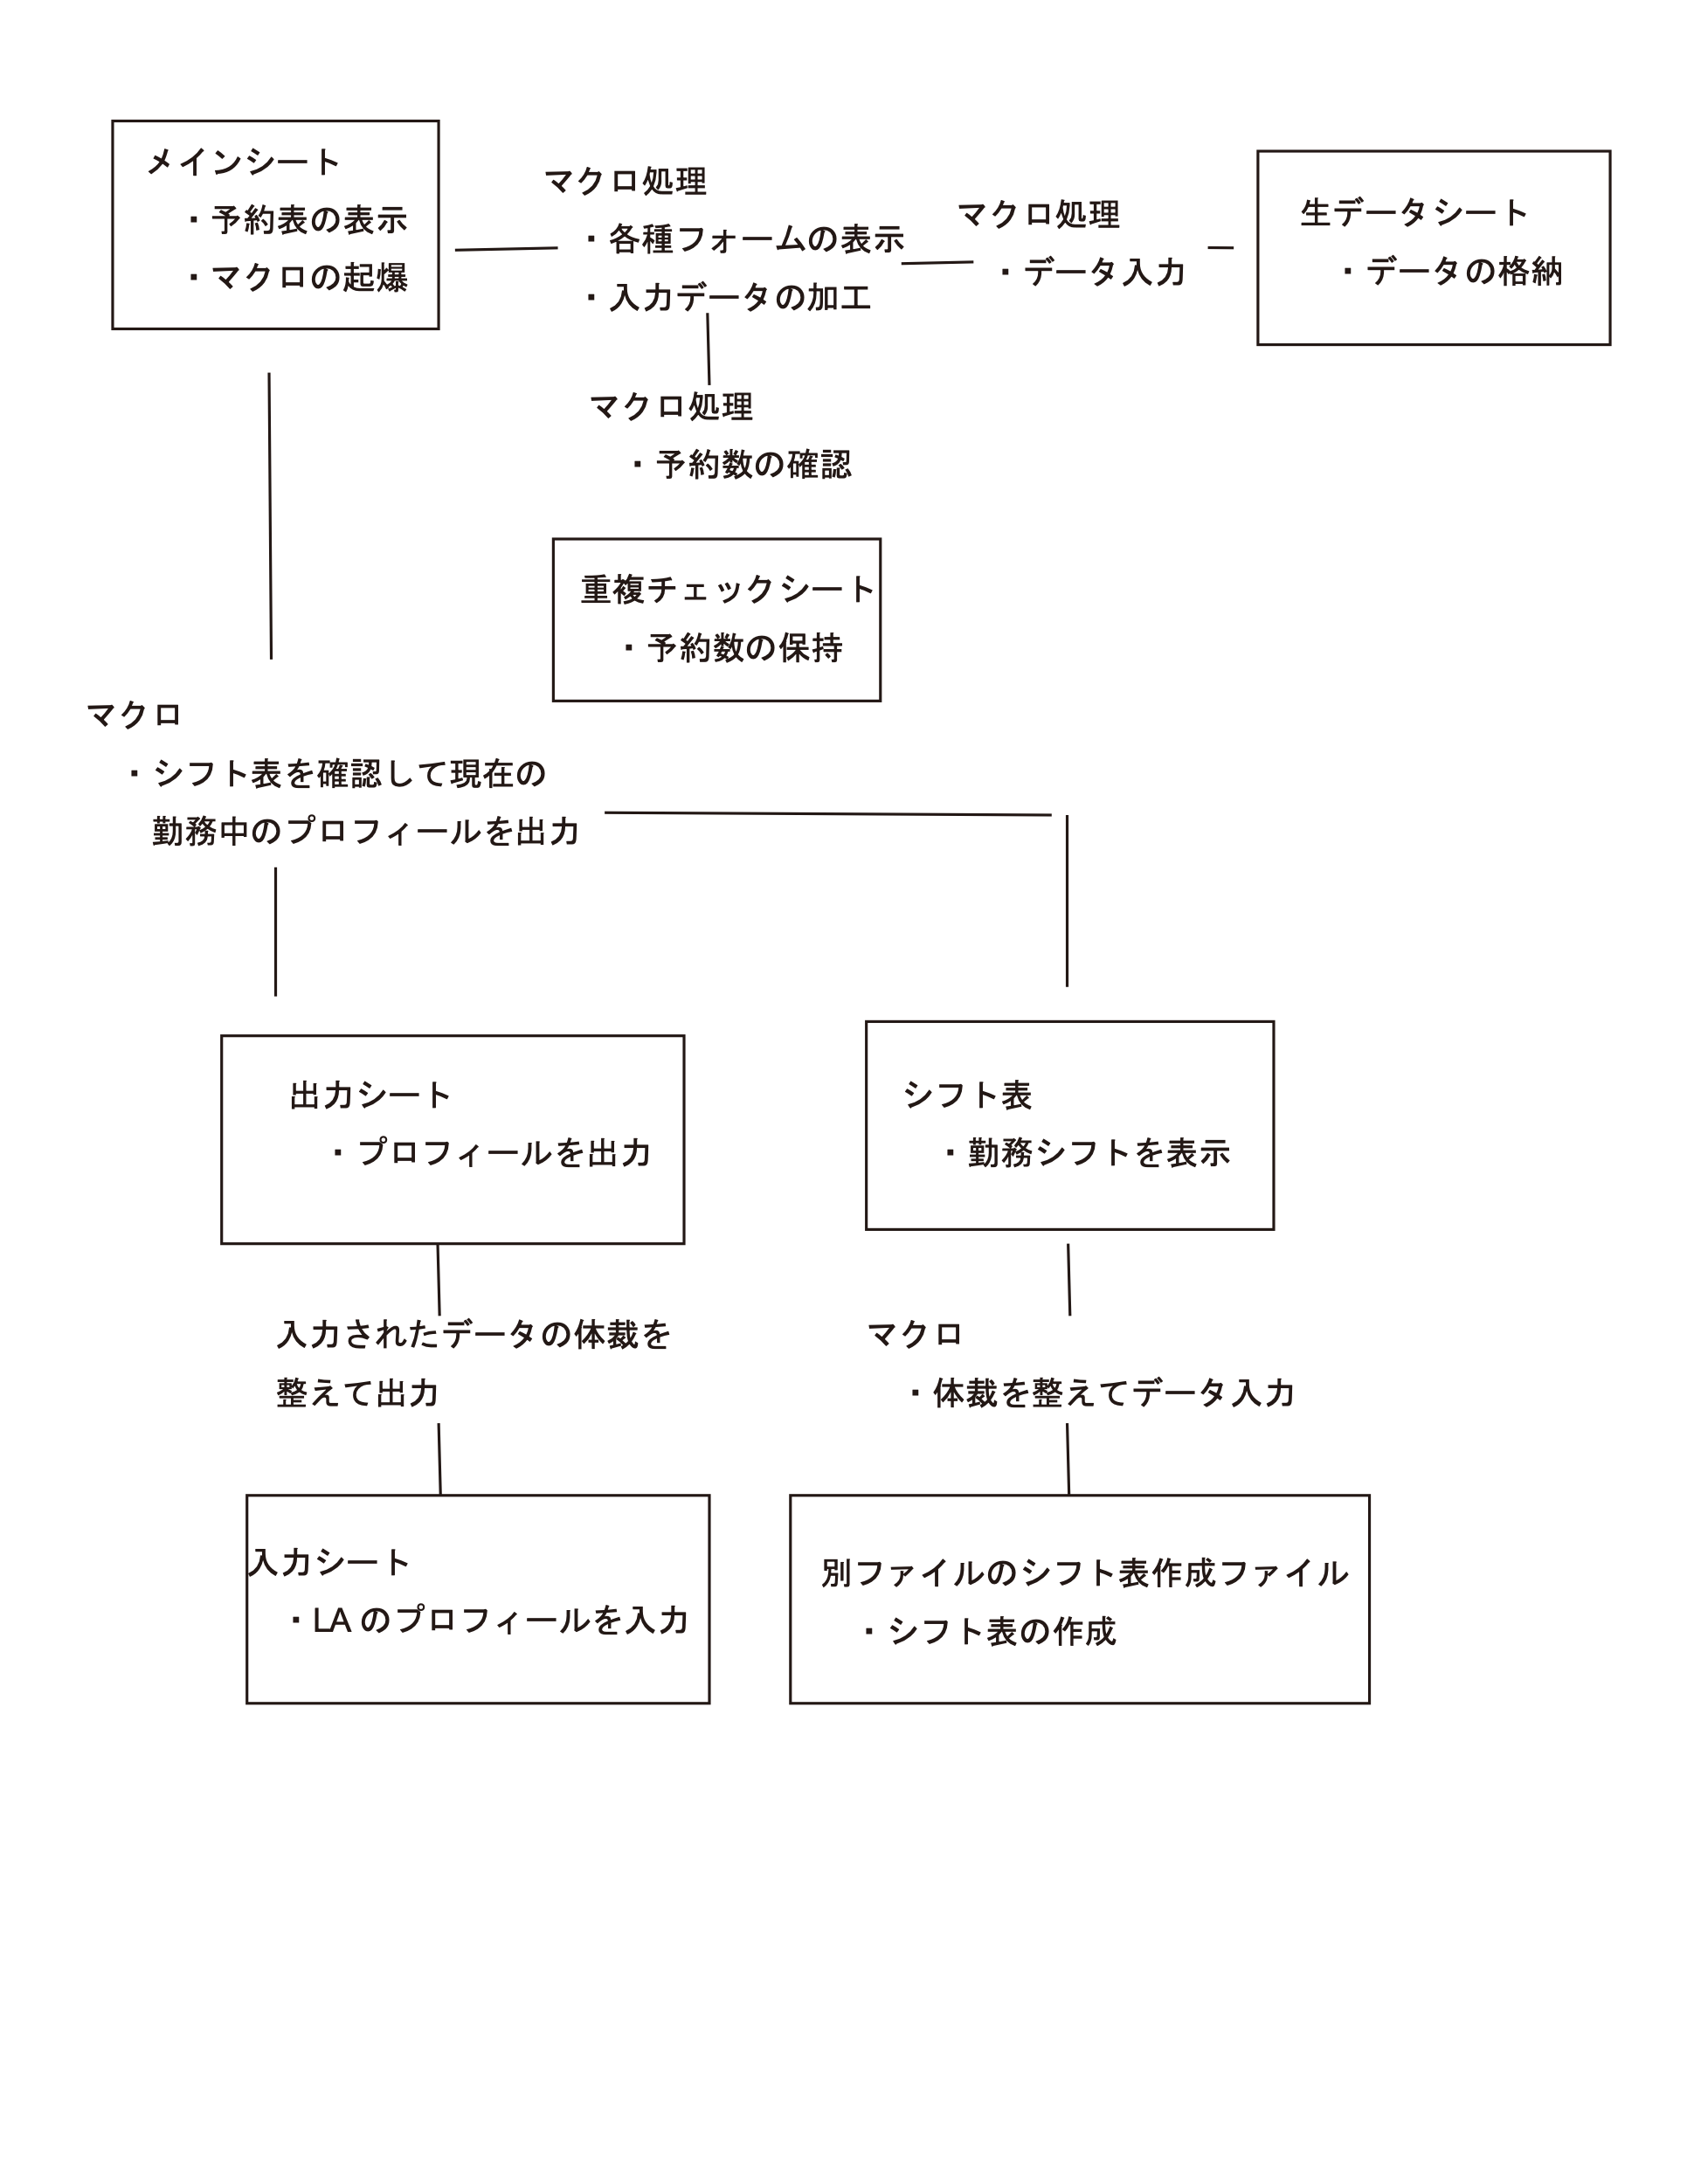 メインシート
・予約表の表示
・マクロの起爆
マクロ処理
・各種フォームの表示
・入力データの加工
マクロ処理
・データ入力
生データシート
・データの格納
マクロ処理
・予約数の確認
重複チェックシート
・予約数の保持
マクロ
・シフト表を確認して現在の
勤務中のプロフィールを出力
出力シート
・プロフィールを出力
シフト表
・勤務シフトを表示
入力されたデータの体裁を
整えて出力
マクロ
・体裁を整えてデータ入力
入力シート
・LAのプロフィールを入力
別ファイルのシフト表作成ファイル
・シフト表の作成